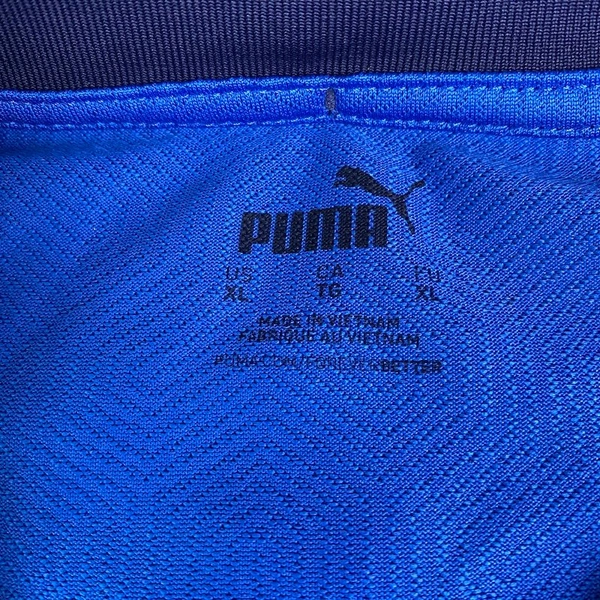 PUMA
US CA EU
XL TG XL
MADE IN VIETNAM
FABRIQUÉ AU VIETNAM
PUMA.COM/FOREVERBETTER